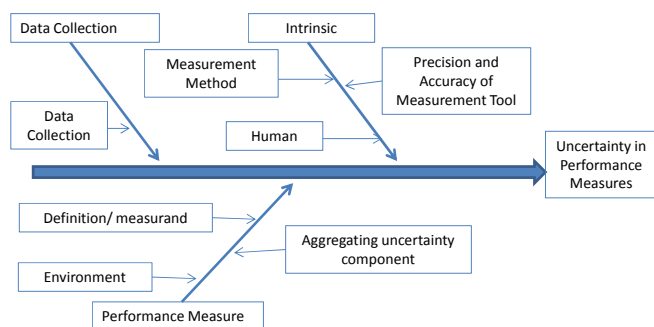 Data Collection
Intrinsic
Measurement
Method
Precision and
Accuracy of
Measurement Tool
Data
Collection
Human
Uncertainty in
Performance
Measures
Definition/ measurand
Aggregating uncertainty
component
Environment
Performance Measure